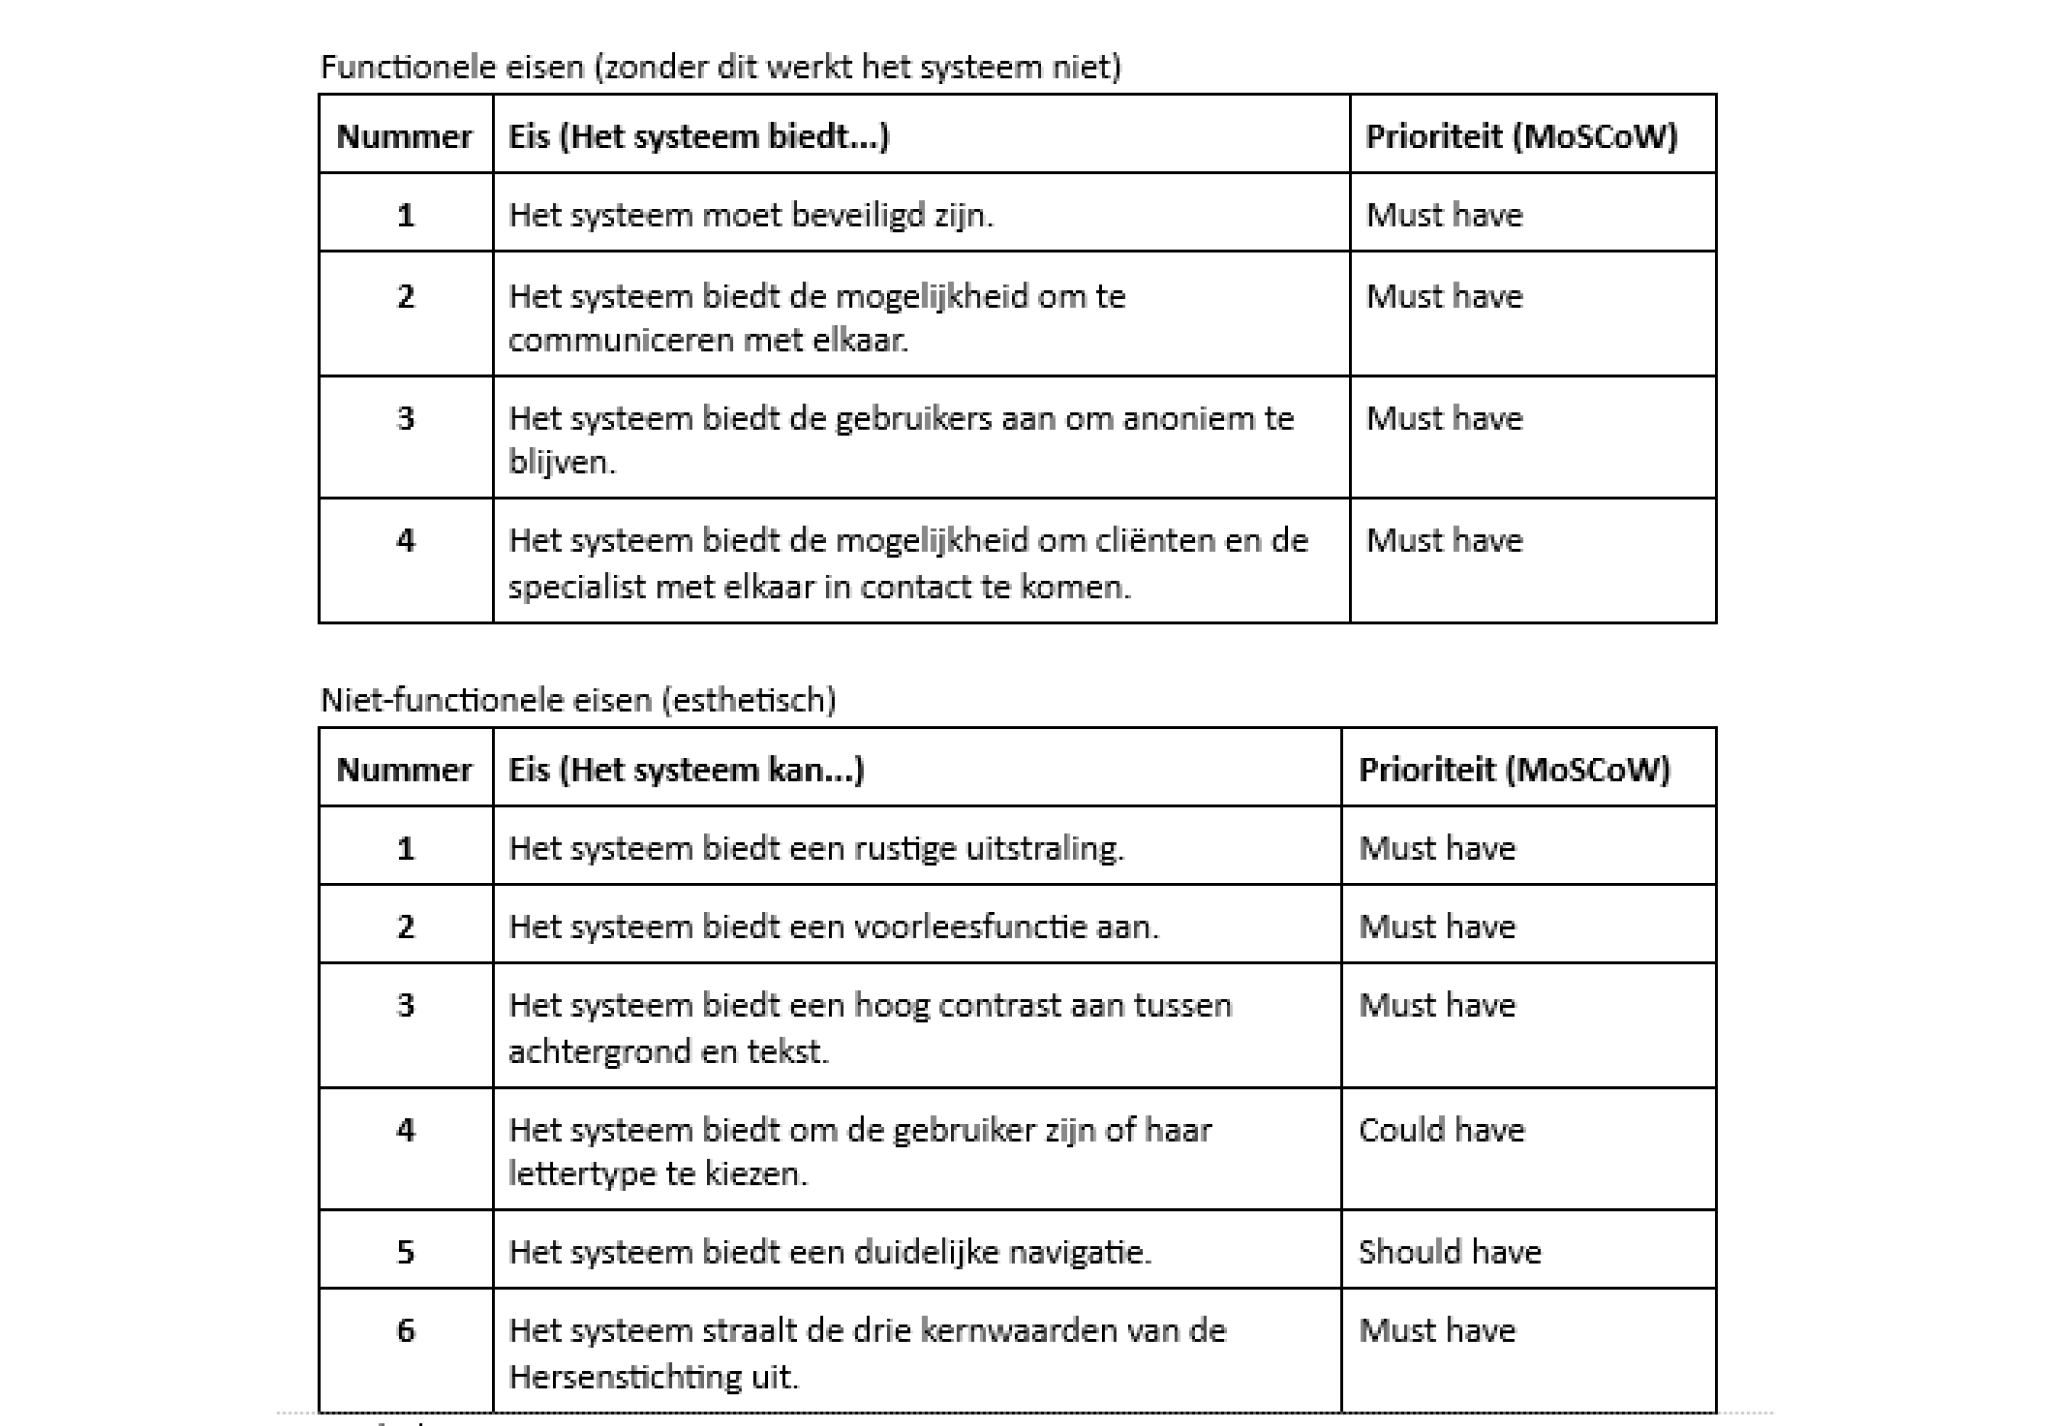 Functionele eisen (zonder dit werkt het systeem niet)
Nummer Eis (Het systeem biedt...) Prioriteit (MoSCoW)
1 Het systeem moet beveiligd zijn. Must have
2 Het systeem biedt de mogelijkheid om te Must have
communiceren met elkaar.
3 Het systeem biedt de gebruikers aan om anoniem te Must have
blijven.
4 Het systeem biedt de mogelijkheid om cliënten en de Must have
specialist met elkaar in contact te komen.
Niet-functionele eisen (esthetisch)
Nummer Eis (Het systeem kan...) Prioriteit (MoSCoW)
1 Het systeem biedt een rustige uitstraling. Must have
2 Het systeem biedt een voorleesfunctie aan. Must have
3 Het systeem biedt een hoog contrast aan tussen Must have
achtergrond en tekst.
4 Het systeem biedt om de gebruiker zijn of haar Could have
lettertype te kiezen.
5 Het systeem biedt een duidelijke navigatie. Should have
6 Het systeem straalt de drie kernwaarden van de Must have
Hersenstichting uit.